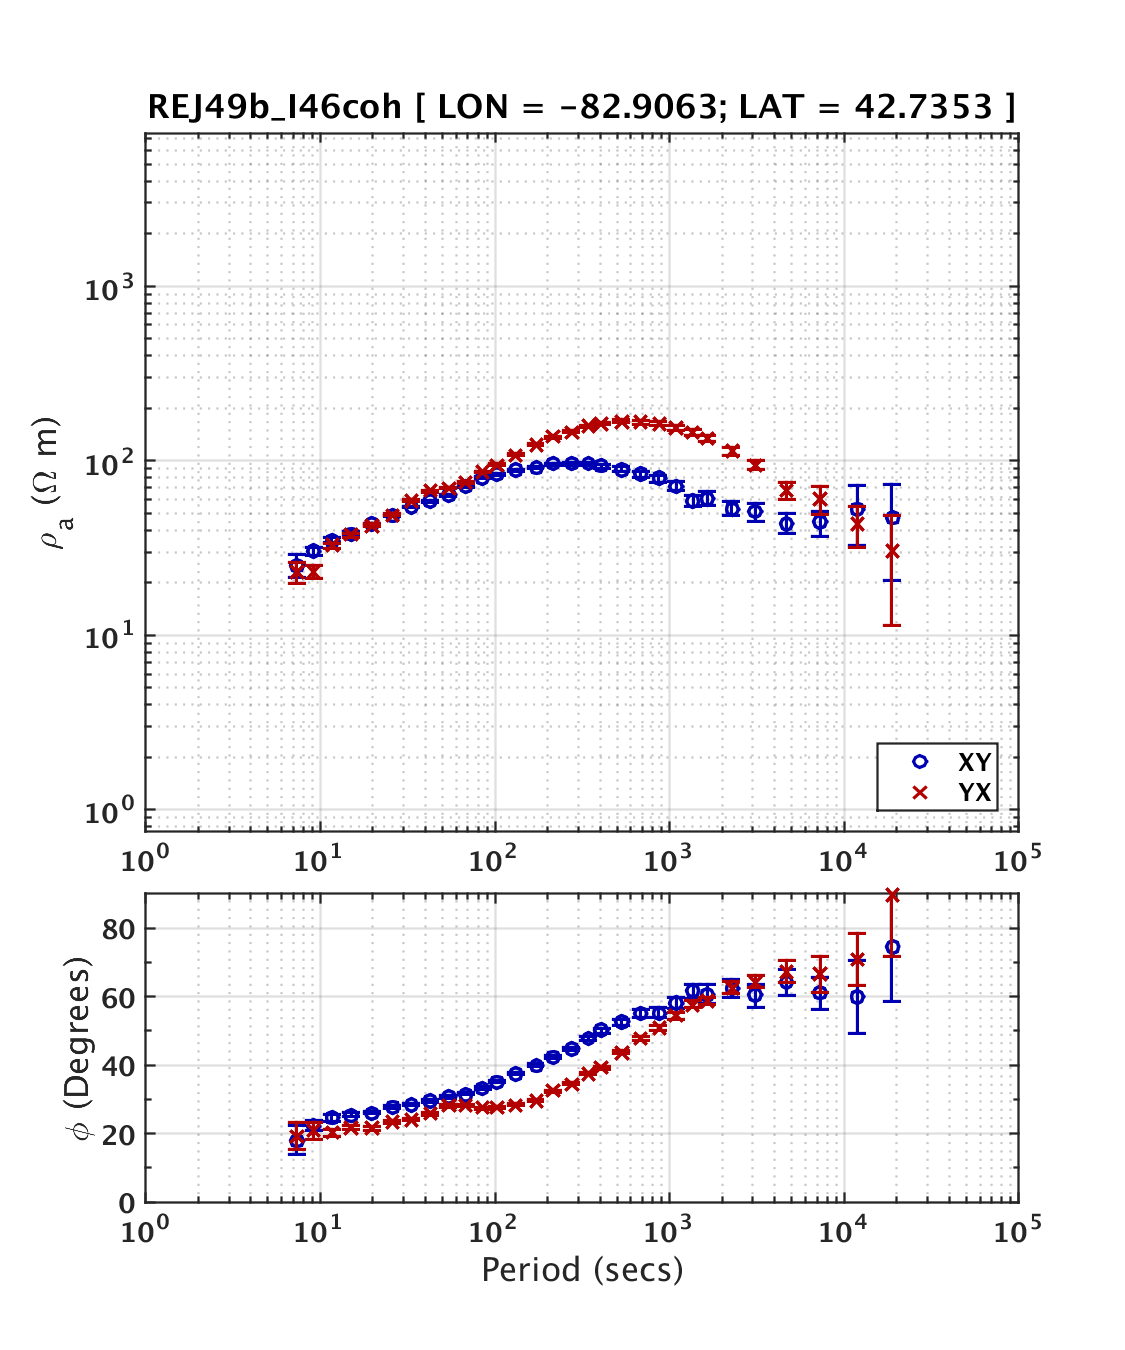 REJ49b_I46coh [ LON = −82.9063; LAT = 42.7353 ]
10³
10²
10¹
10⁰
ρₐ (Ω m)
XY
YX
10⁰ 10¹ 10² 10³ 10⁴ 10⁵
80
60
40
20
0
ϕ (Degrees)
10⁰ 10¹ 10² 10³ 10⁴ 10⁵
Period (secs)